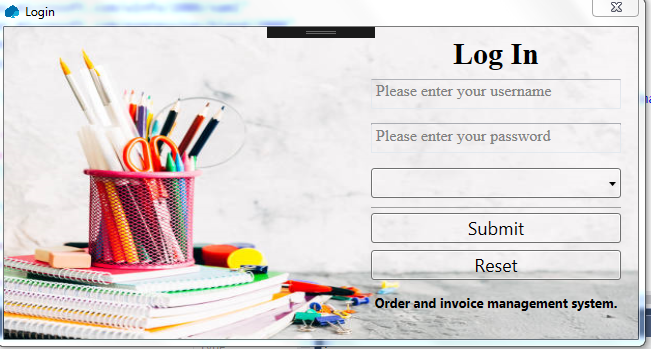 Login
Log In
Please enter your username
Please enter your password
Submit
Reset
Order and invoice management system.